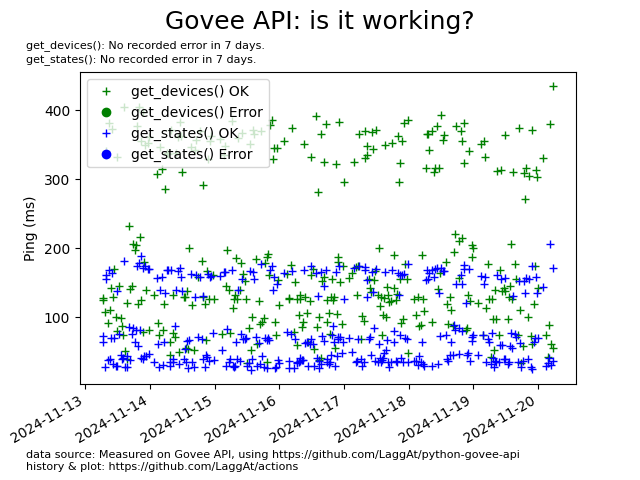 Govee API: is it working?
get_devices(): No recorded error in 7 days.
get_states(): No recorded error in 7 days.
get_devices() OK
get_devices() Error
get_states() OK
get_states() Error
Ping (ms)
400
300
200
100
2024-11-13
2024-11-14
2024-11-15
2024-11-16
2024-11-17
2024-11-18
2024-11-19
2024-11-20
data source: Measured on Govee API, using https://github.com/LaggAt/python-govee-api
history & plot: https://github.com/LaggAt/actions